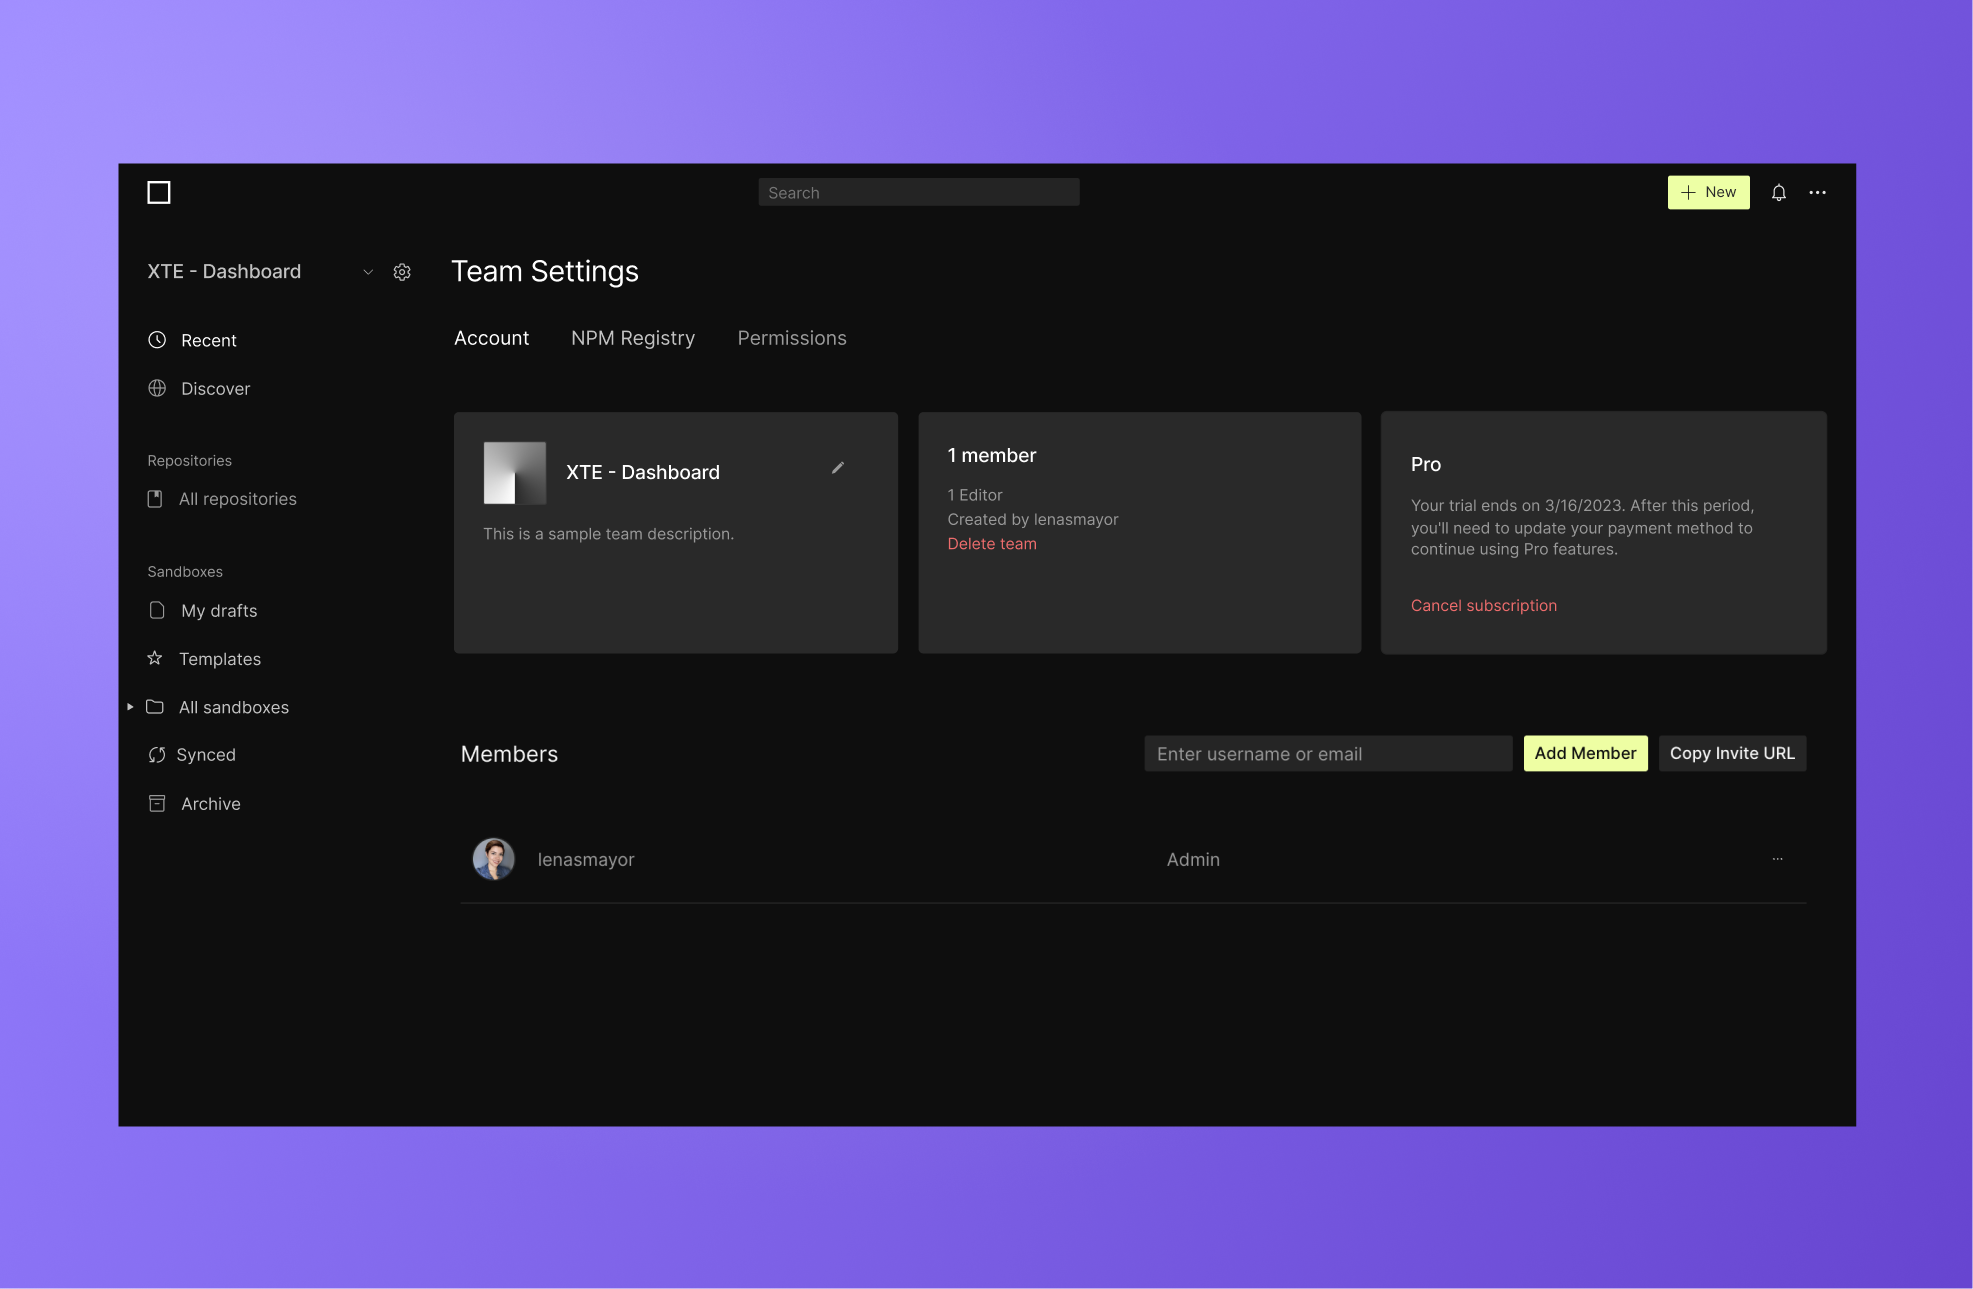 Search
New
XTE - Dashboard
Team Settings
Account
NPM Registry
Permissions
Recent
Discover
Repositories
All repositories
Sandboxes
My drafts
Templates
All sandboxes
Synced
Archive
XTE - Dashboard
This is a sample team description.
1 member
1 Editor
Created by lenasmayor
Delete team
Pro
Your trial ends on 3/16/2023. After this period,
you'll need to update your payment method to
continue using Pro features.
Cancel subscription
Members
Enter username or email
Add Member
Copy Invite URL
lenasmayor
Admin